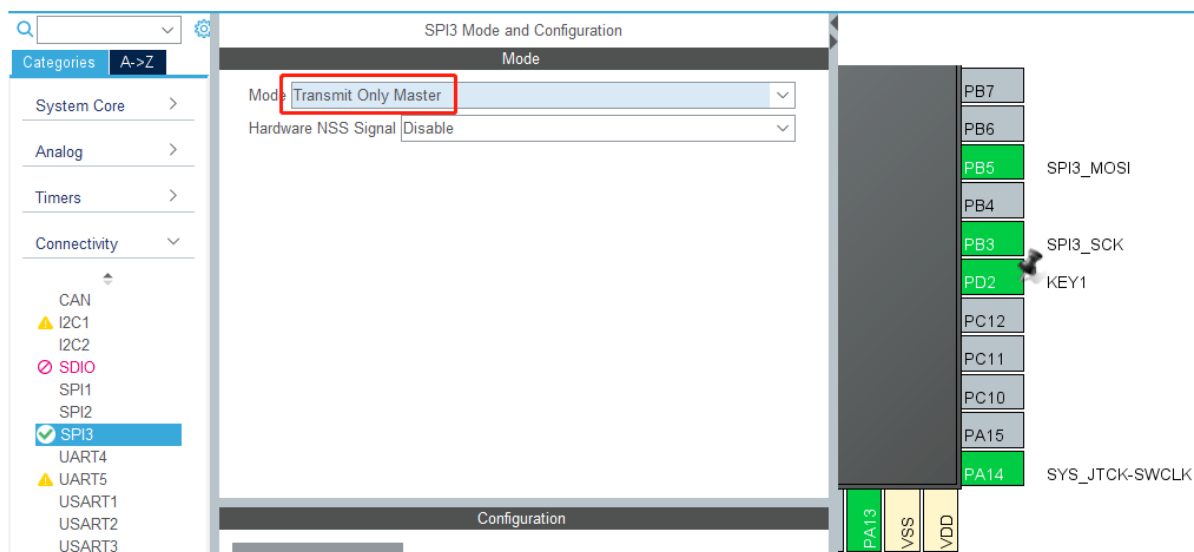 SPI3 Mode and Configuration
Categories A->Z
Mode
System Core
Analog
Timers
Connectivity
CAN
I2C1
I2C2
SDIO
SPI1
SPI2
SPI3
UART4
UART5
USART1
USART2
USART3
Mode Transmit Only Master
Hardware NSS Signal Disable
Configuration
PB7
PB6
PB5 SPI3_MOSI
PB4
PB3 SPI3_SCK
PD2 KEY1
PC12
PC11
PC10
PA15
PA14 SYS_JTCK-SWCLK
PA13
VSS
VDD